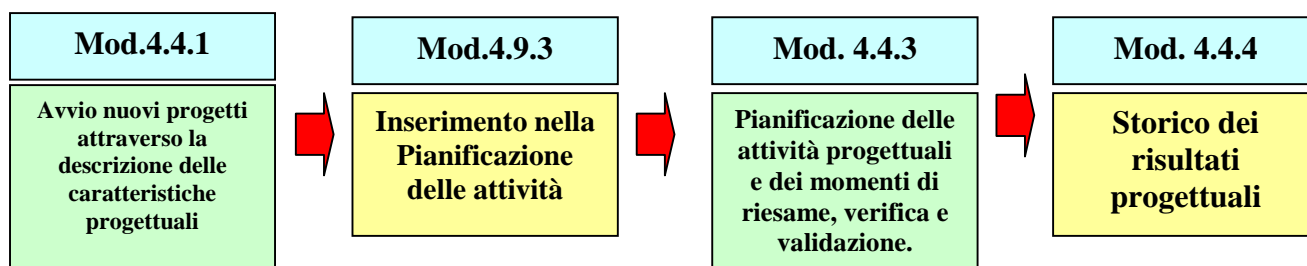 Mod.4.4.1
Avvio nuovi progetti
attraverso la
descrizione delle
caratteristiche
progettuali
Mod.4.9.3
Inserimento nella
Pianificazione
delle attività
Mod. 4.4.3
Pianificazione delle
attività progettuali
e dei momenti di
riesame, verifica e
validazione.
Mod. 4.4.4
Storico dei
risultati
progettuali